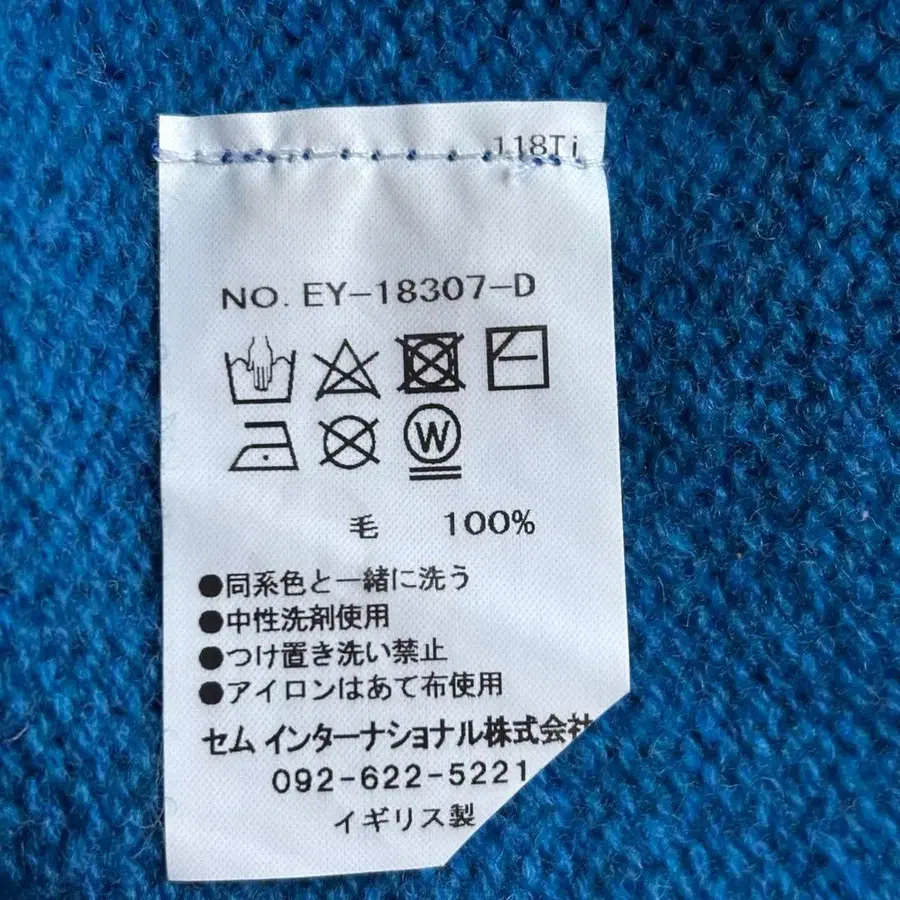 118Ti
NO. EY-18307-D
W
毛 100%
●同系色と一緒に洗う
●中性洗剤使用
●つけ置き洗い禁止
●アイロンはあて布使用
セム インターナショナル株式会社
092-622-5221
イギリス製